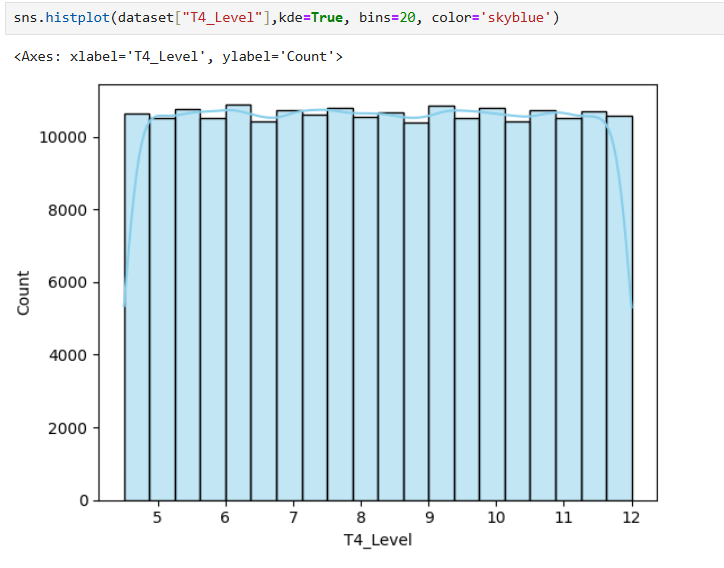 sns.histplot(dataset["T4_Level"],kde=True, bins=20, color='skyblue')
<Axes: xlabel='T4_Level', ylabel='Count'>
10000
8000
6000
4000
2000
0
Count
5 6 7 8 9 10 11 12
T4_Level